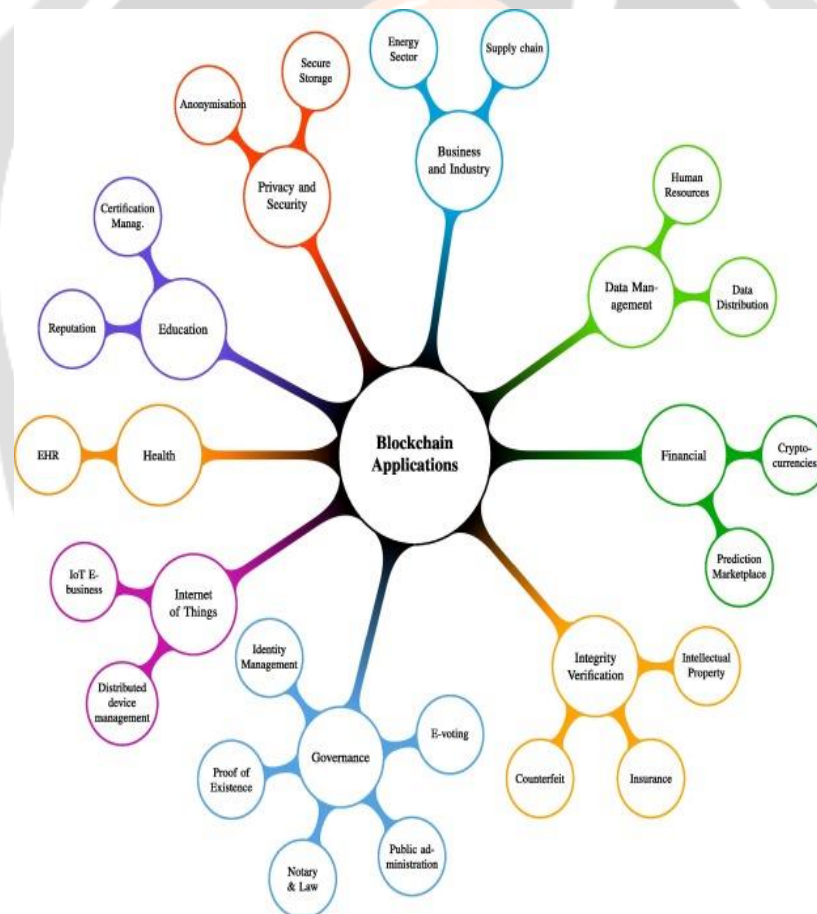 Energy
Sector
Supply chain
Secure
Storage
Anonymisation
Business
and Industry
Privacy and
Security
Human
Resources
Certification
Manag.
Data Man-
agement
Data
Distribution
Reputation
Education
Blockchain
Applications
EHR
Health
Financial
Crypto-
currencies
Prediction
Marketplace
IoT E-
business
Internet
of Things
Distributed
device
management
Identity
Management
Integrity
Verification
Intellectual
Property
Governance
E-voting
Proof of
Existence
Counterfeit
Insurance
Notary
& Law
Public ad-
ministration